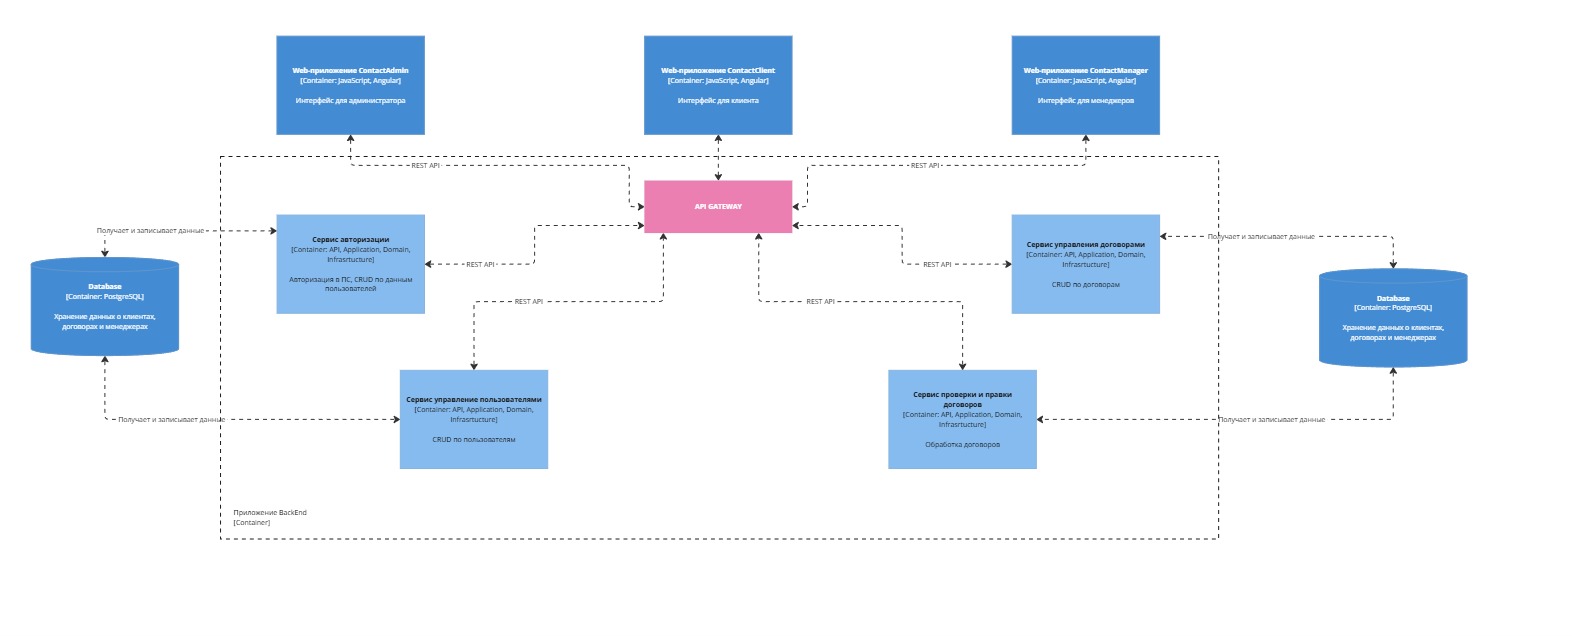 Web-приложение ContactAdmin
[Container: JavaScript, Angular]
Интерфейс для администратора
Web-приложение ContactClient
[Container: JavaScript, Angular]
Интерфейс для клиента
Web-приложение ContactManager
[Container: JavaScript, Angular]
Интерфейс для менеджеров
REST API
REST API
API GATEWAY
Получает и записывает данные
Сервис авторизации
[Container: API, Application, Domain,
Infrasrtucture]
Авторизация в ПС, CRUD по данным
пользователей
REST API
REST API
Сервис управления договорами
[Container: API, Application, Domain,
Infrasrtucture]
CRUD по договорам
Получает и записывает данные
Database
[Container: PostgreSQL]
Хранение данных о клиентах,
договорах и менеджерах
REST API
REST API
Database
[Container: PostgreSQL]
Хранение данных о клиентах,
договорах и менеджерах
Получает и записывает данные
Сервис управление пользователями
[Container: API, Application, Domain,
Infrasrtucture]
CRUD по пользователям
Сервис проверки и правки
договоров
[Container: API, Application, Domain,
Infrasrtucture]
Обработка договоров
Получает и записывает данные
Приложение BackEnd
[Container]